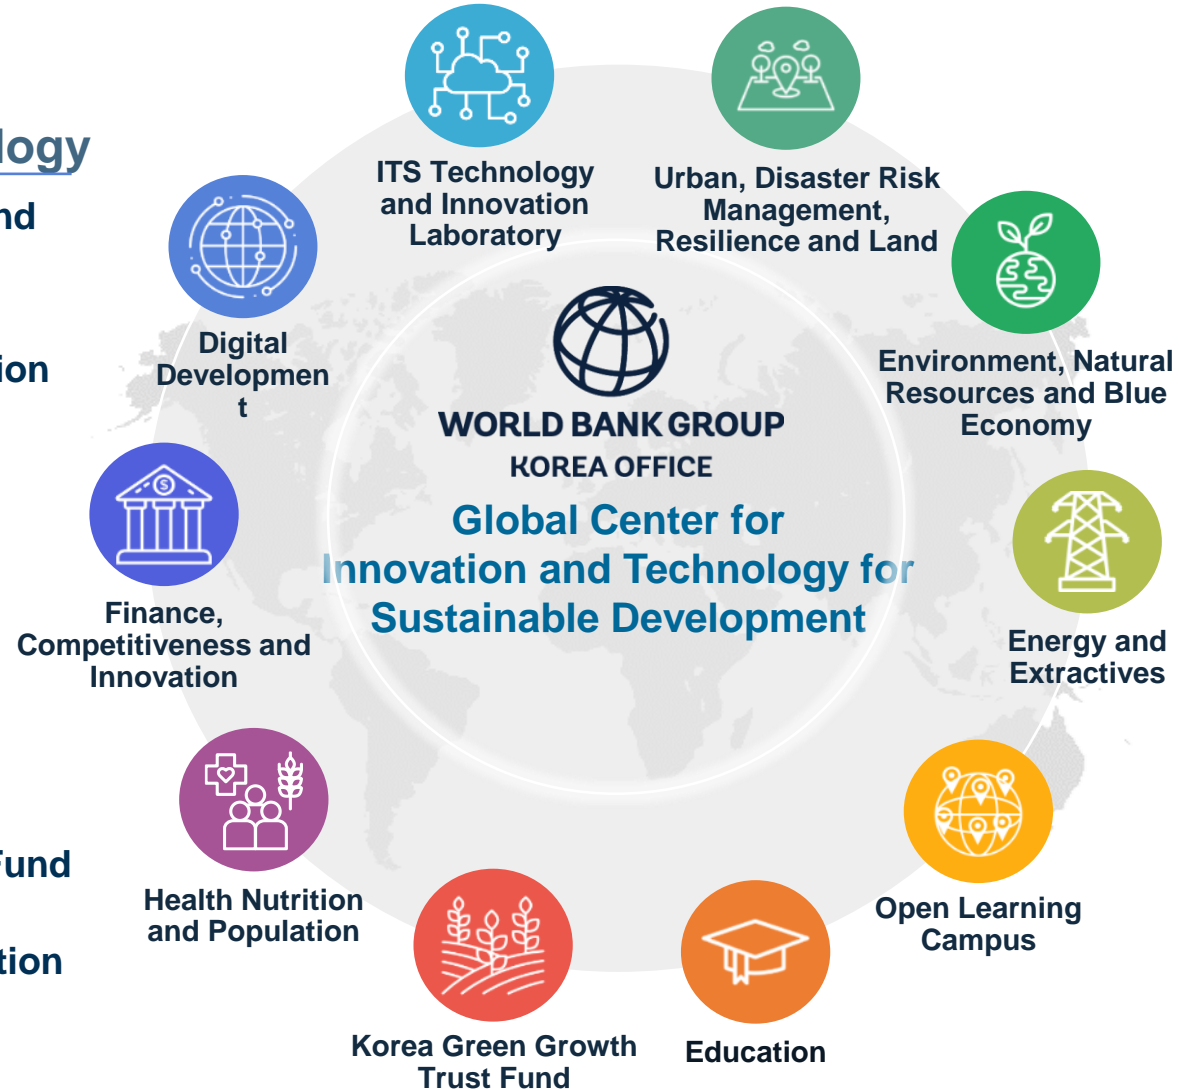 logy
nd
ion
Fund
tion
ITS Technology
and Innovation
Laboratory
Urban, Disaster Risk
Management,
Resilience and Land
Digital
Developmen
t
Environment, Natural
Resources and Blue
Economy
WORLD BANK GROUP
KOREA OFFICE
Global Center for
Innovation and Technology for
Sustainable Development
Finance,
Competitiveness and
Innovation
Energy and
Extractives
Health Nutrition
and Population
Open Learning
Campus
Korea Green Growth
Trust Fund
Education